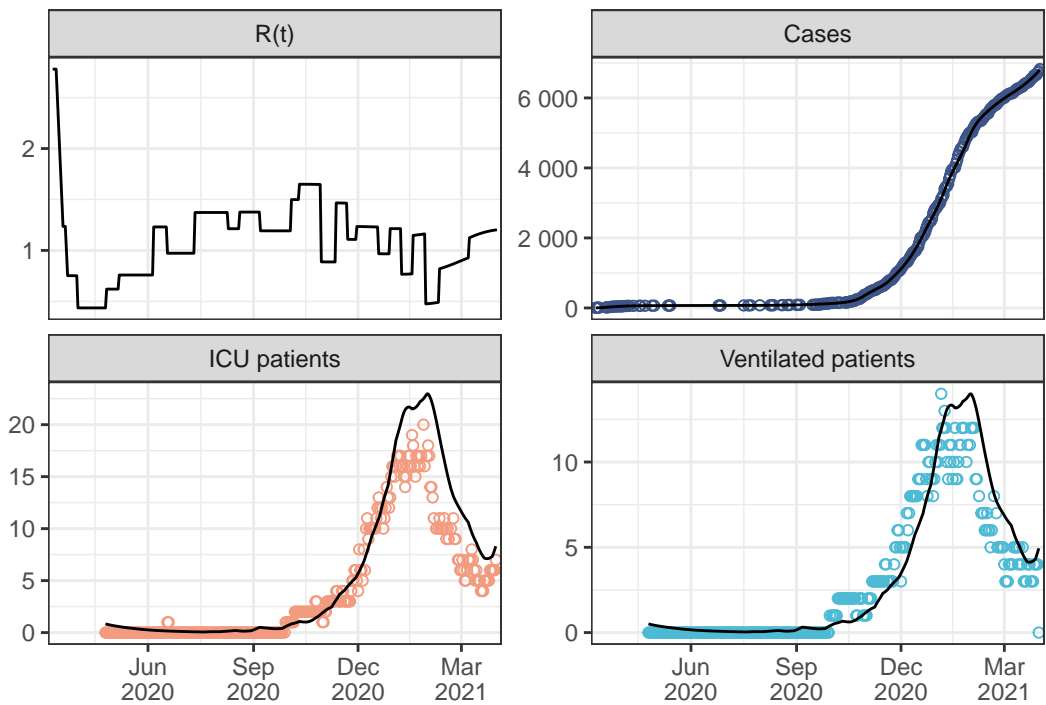 R(t)
Cases
2
1
6 000
4 000
2 000
0
ICU patients
Ventilated patients
20
15
10
5
0
10
5
0
Jun Sep Dec Mar
2020 2020 2020 2021
Jun Sep Dec Mar
2020 2020 2020 2021